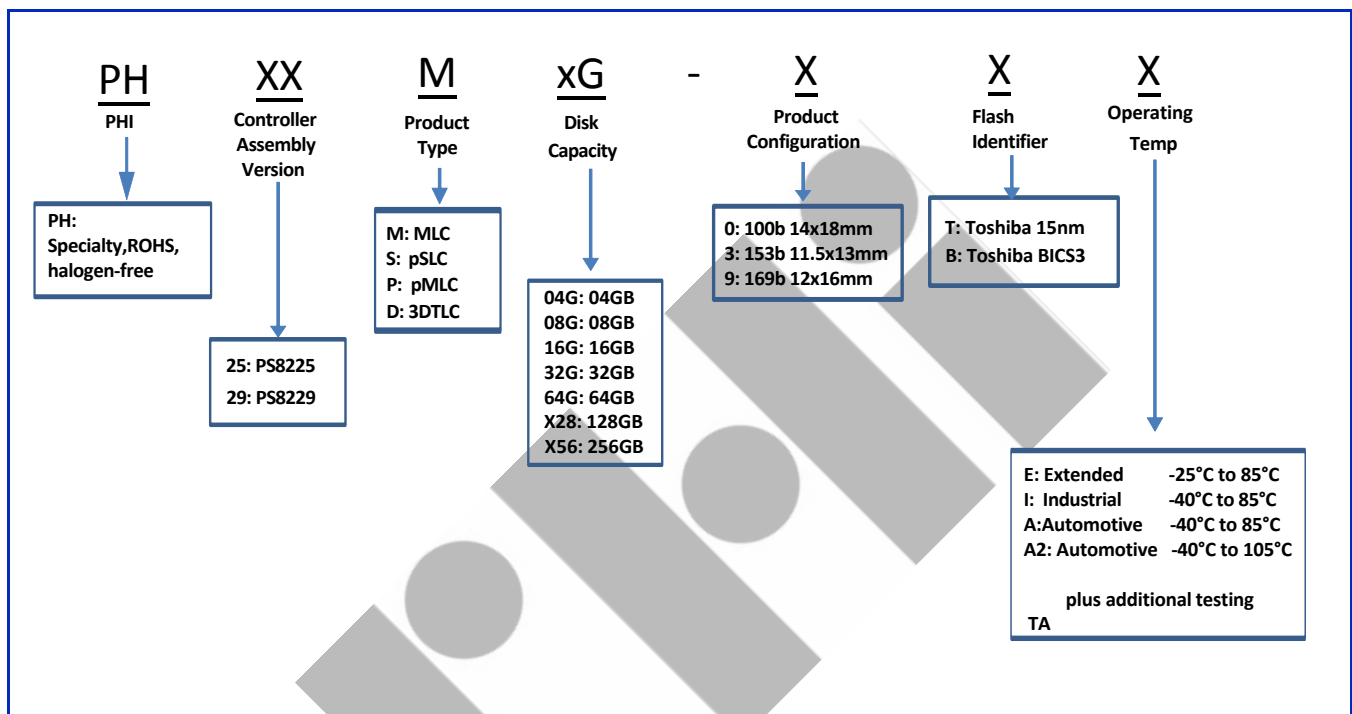 PH XX M xG - X X X
PHI
Controller
Assembly
Version
Product
Type
Disk
Capacity
Product
Configuration
Flash
Identifier
Operating
Temp
PH:
Specialty,ROHS,
halogen-free
25: PS8225
29: PS8229
M: MLC
S: pSLC
P: pMLC
D: 3DTLC
04G: 04GB
08G: 08GB
16G: 16GB
32G: 32GB
64G: 64GB
X28: 128GB
X56: 256GB
0: 100b 14x18mm
3: 153b 11.5x13mm
9: 169b 12x16mm
T: Toshiba 15nm
B: Toshiba BICS3
E: Extended -25°C to 85°C
I: Industrial -40°C to 85°C
A:Automotive -40°C to 85°C
A2: Automotive -40°C to 105°C
plus additional testing
TA